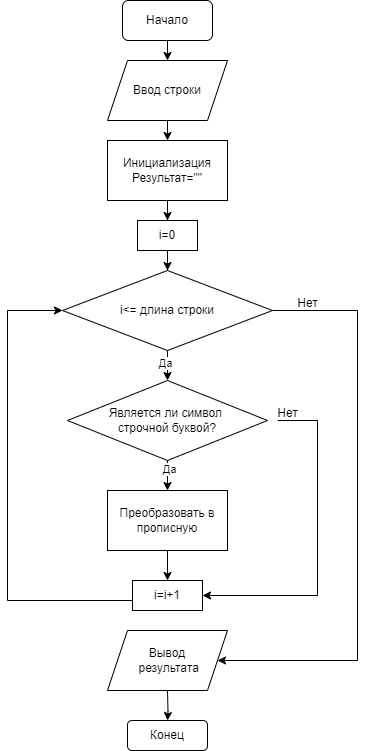 Начало
Ввод строки
Инициализация
Результат=""
i=0
i<= длина строки
Нет
Да
Является ли символ
строчной буквой?
Нет
Да
Преобразовать в
прописную
i=i+1
Вывод
результата
Конец